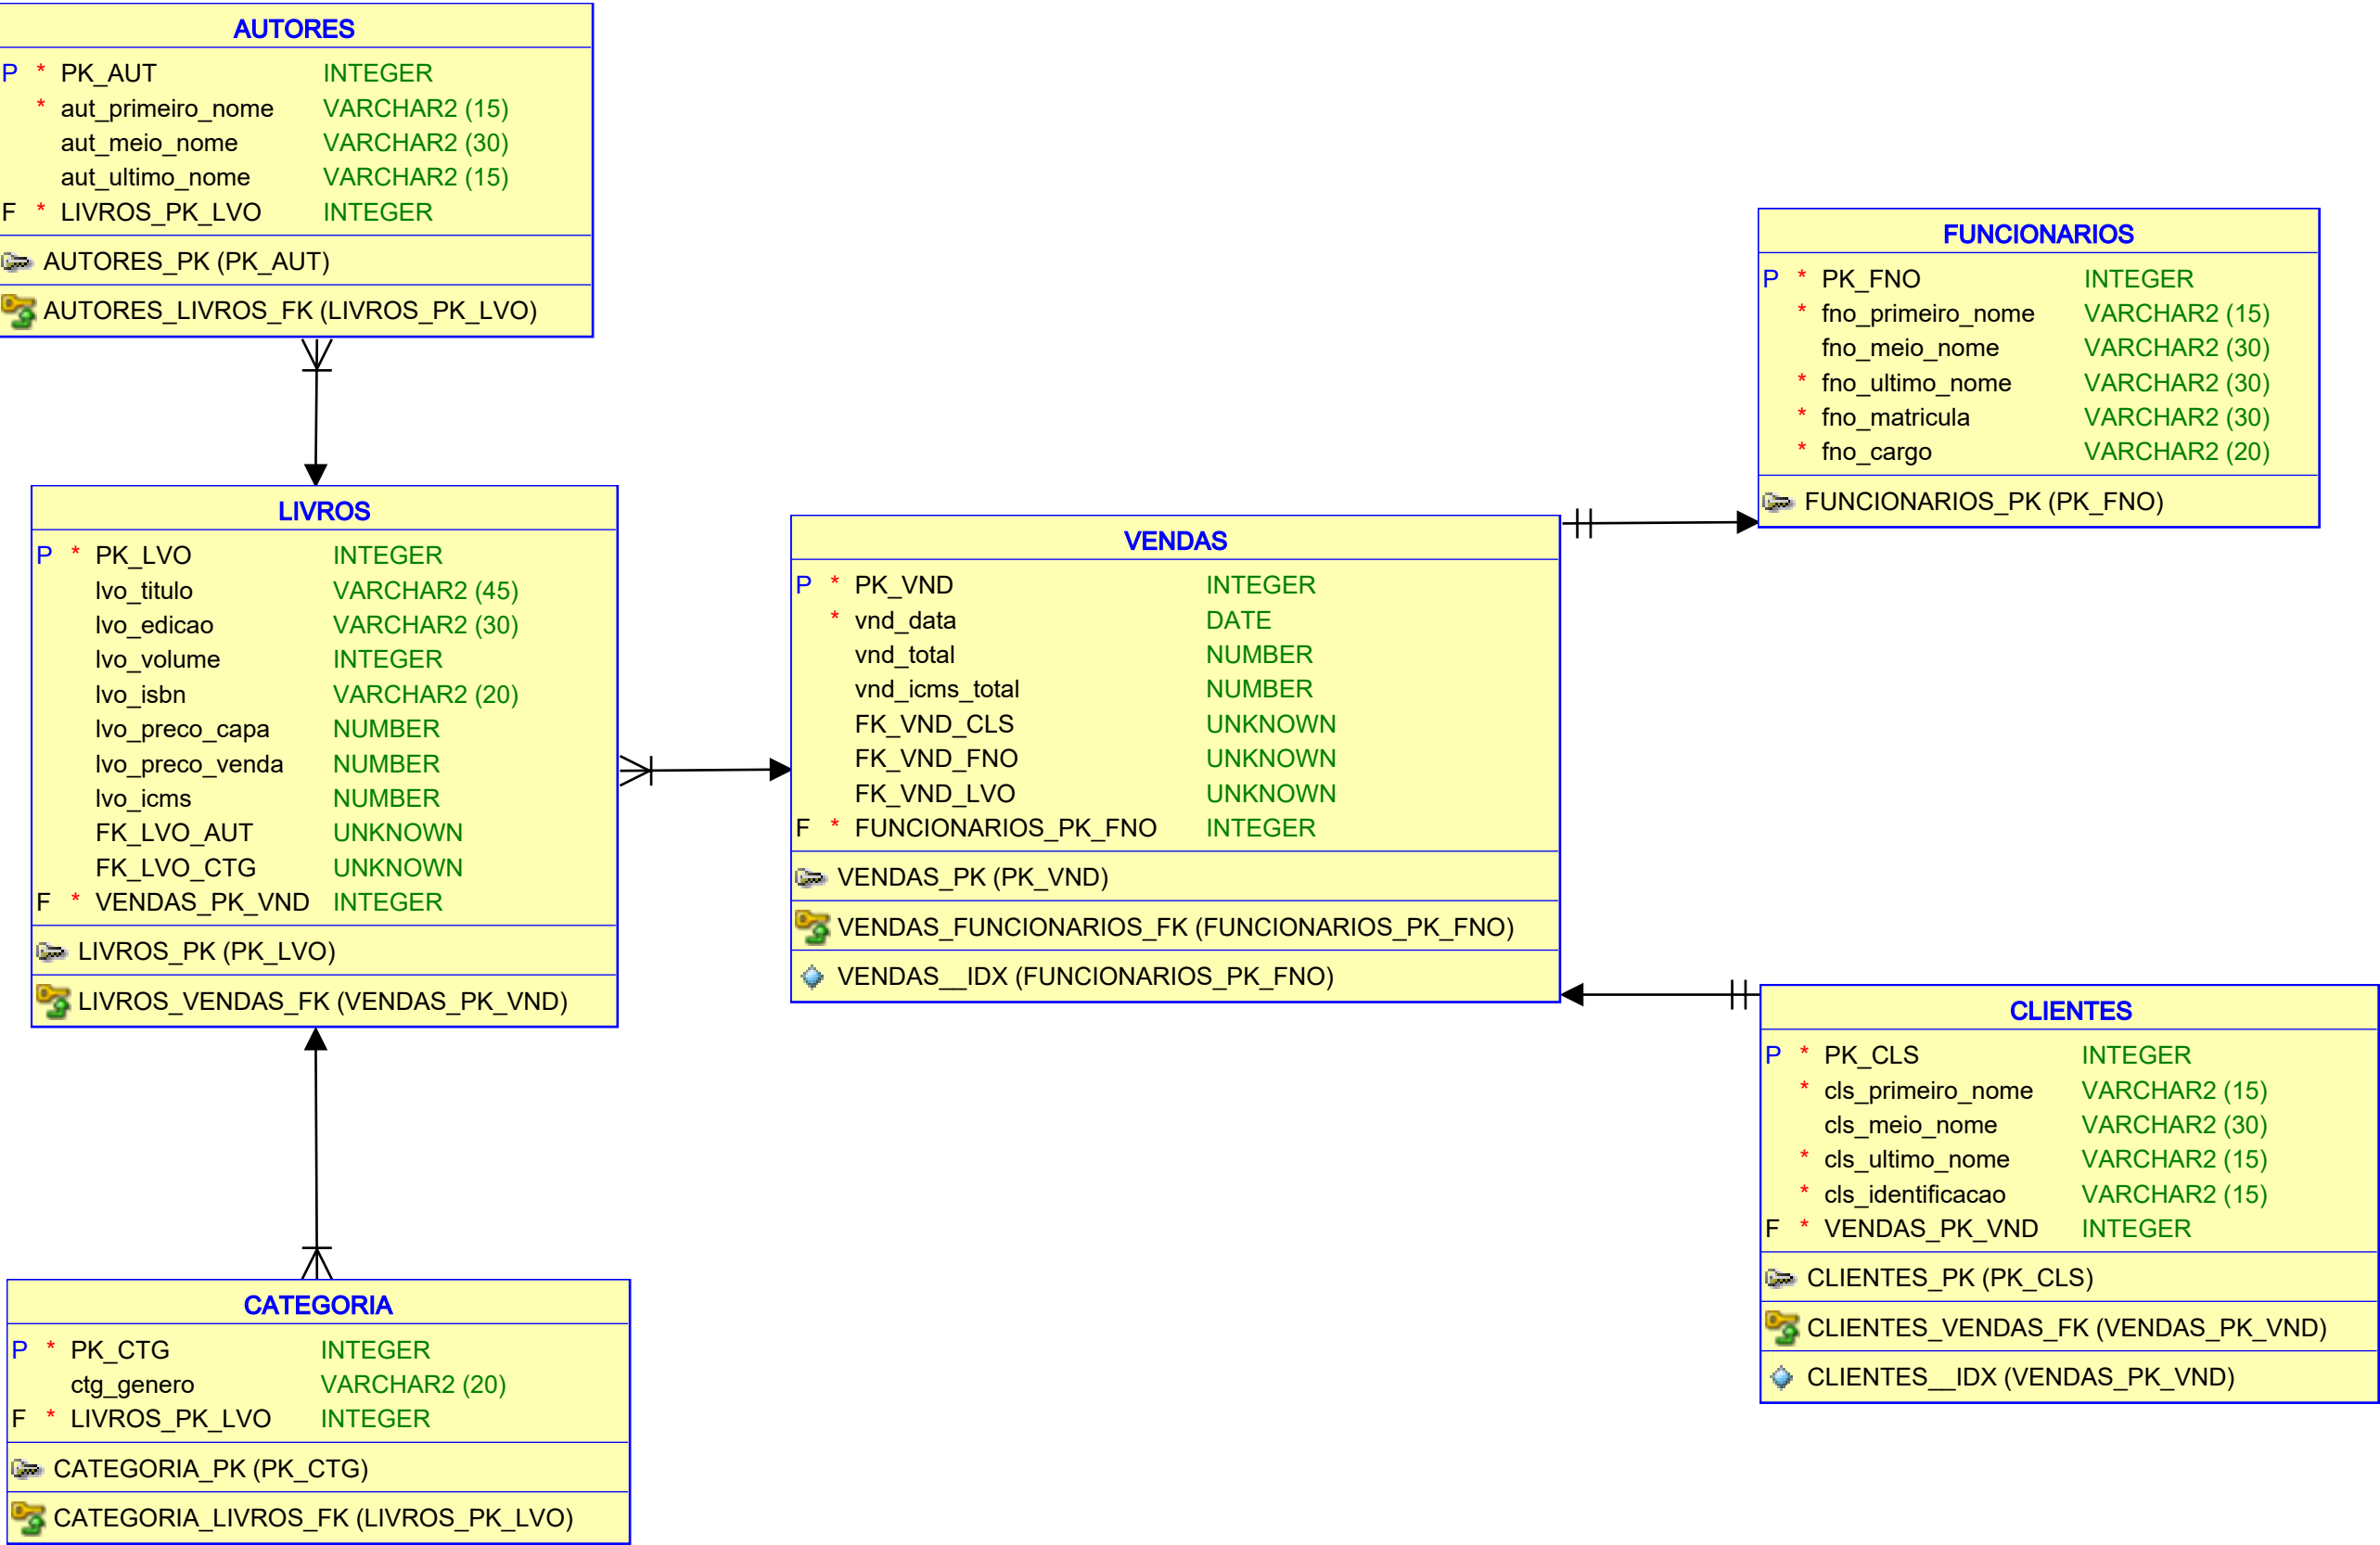 AUTORES
P * PK_AUT INTEGER
* aut_primeiro_nome VARCHAR2 (15)
aut_meio_nome VARCHAR2 (30)
aut_ultimo_nome VARCHAR2 (15)
F * LIVROS_PK_LVO INTEGER
AUTORES_PK (PK_AUT)
AUTORES_LIVROS_FK (LIVROS_PK_LVO)
LIVROS
P * PK_LVO INTEGER
lvo_titulo VARCHAR2 (45)
lvo_edicao VARCHAR2 (30)
lvo_volume INTEGER
lvo_isbn VARCHAR2 (20)
lvo_preco_capa NUMBER
lvo_preco_venda NUMBER
lvo_icms NUMBER
FK_LVO_AUT UNKNOWN
FK_LVO_CTG UNKNOWN
F * VENDAS_PK_VND INTEGER
LIVROS_PK (PK_LVO)
LIVROS_VENDAS_FK (VENDAS_PK_VND)
CATEGORIA
P * PK_CTG INTEGER
ctg_genero VARCHAR2 (20)
F * LIVROS_PK_LVO INTEGER
CATEGORIA_PK (PK_CTG)
CATEGORIA_LIVROS_FK (LIVROS_PK_LVO)
VENDAS
P * PK_VND INTEGER
* vnd_data DATE
vnd_total NUMBER
vnd_icms_total NUMBER
FK_VND_CLS UNKNOWN
FK_VND_FNO UNKNOWN
FK_VND_LVO UNKNOWN
F * FUNCIONARIOS_PK_FNO INTEGER
VENDAS_PK (PK_VND)
VENDAS_FUNCIONARIOS_FK (FUNCIONARIOS_PK_FNO)
VENDAS__IDX (FUNCIONARIOS_PK_FNO)
FUNCIONARIOS
P * PK_FNO INTEGER
* fno_primeiro_nome VARCHAR2 (15)
fno_meio_nome VARCHAR2 (30)
* fno_ultimo_nome VARCHAR2 (30)
* fno_matricula VARCHAR2 (30)
* fno_cargo VARCHAR2 (20)
FUNCIONARIOS_PK (PK_FNO)
CLIENTES
P * PK_CLS INTEGER
* cls_primeiro_nome VARCHAR2 (15)
cls_meio_nome VARCHAR2 (30)
* cls_ultimo_nome VARCHAR2 (15)
* cls_identificacao VARCHAR2 (15)
F * VENDAS_PK_VND INTEGER
CLIENTES_PK (PK_CLS)
CLIENTES_VENDAS_FK (VENDAS_PK_VND)
CLIENTES__IDX (VENDAS_PK_VND)